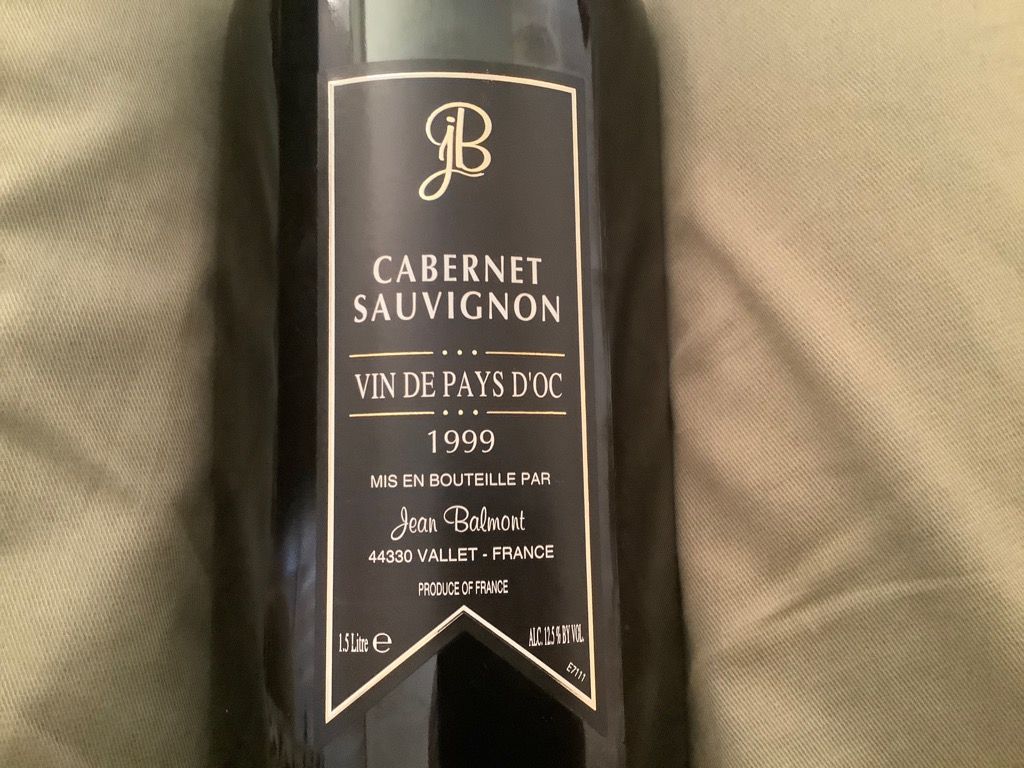 JB
CABERNET
SAUVIGNON
VIN DE PAYS D'OC
1999
MIS EN BOUTEILLE PAR
Jean Balmont
44330 VALLET - FRANCE
PRODUCE OF FRANCE
1.5 Litre ℮
ALC. 12.5 % BY VOL.
E7111